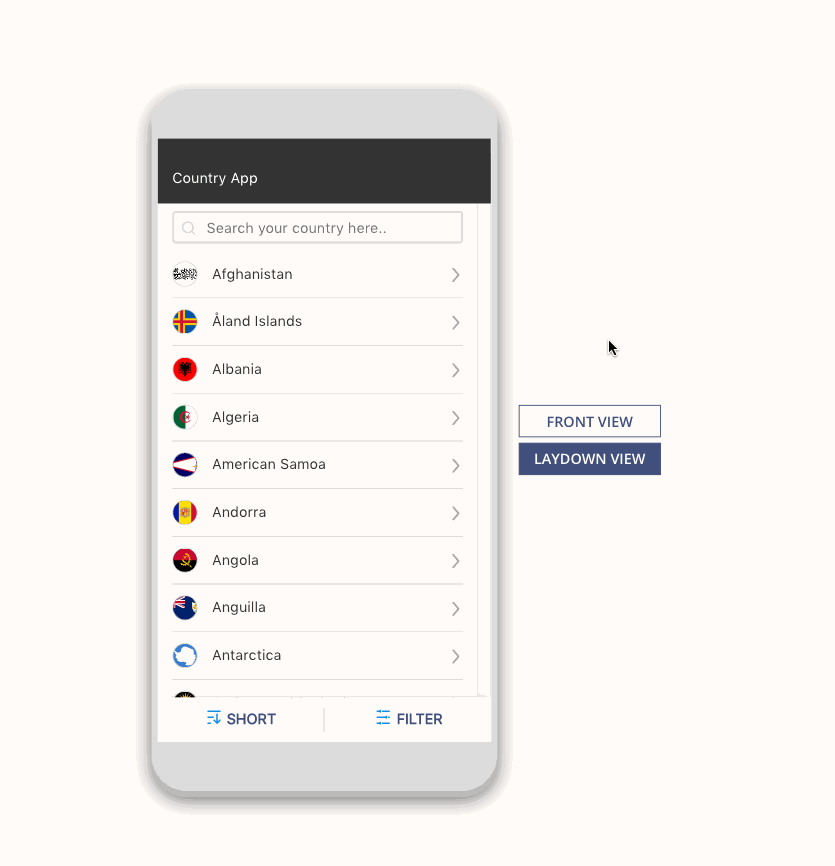 Country App
Search your country here..
Afghanistan
Åland Islands
Albania
Algeria
FRONT VIEW
LAYDOWN VIEW
American Samoa
Andorra
Angola
Anguilla
Antarctica
SHORT
FILTER